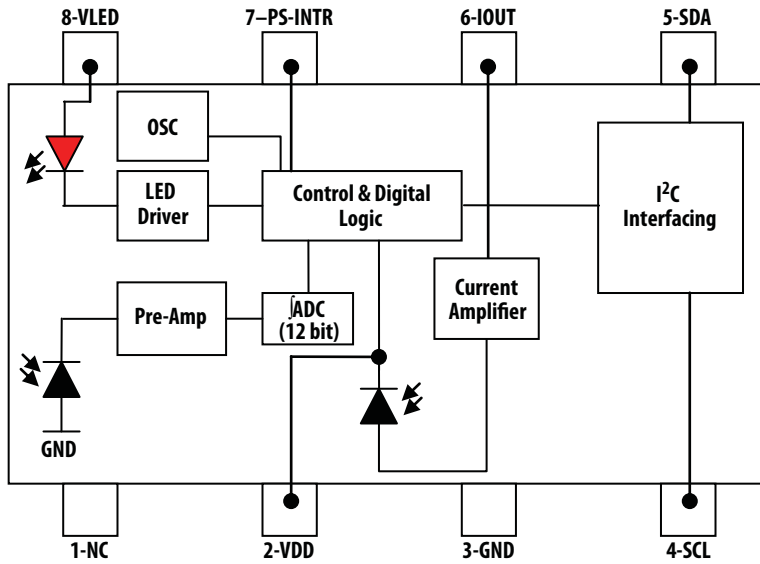 8-VLED
7–PS-INTR
6-IOUT
5-SDA
OSC
LED
Driver
Control & Digital
Logic
I²C
Interfacing
Pre-Amp
∫ADC
(12 bit)
Current
Amplifier
GND
1-NC
2-VDD
3-GND
4-SCL